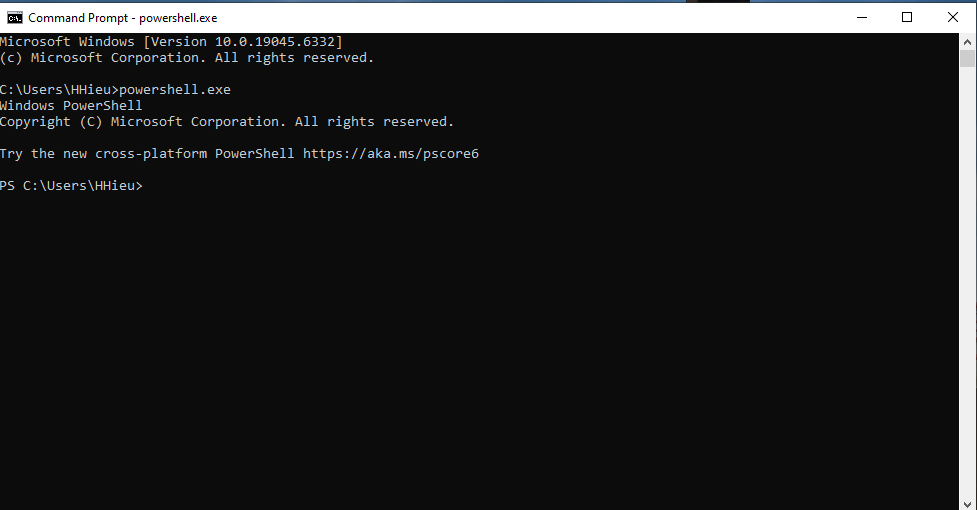 Command Prompt - powershell.exe
Microsoft Windows [Version 10.0.19045.6332]
(c) Microsoft Corporation. All rights reserved.
C:\Users\HHieu>powershell.exe
Windows PowerShell
Copyright (C) Microsoft Corporation. All rights reserved.
Try the new cross-platform PowerShell https://aka.ms/pscore6
PS C:\Users\HHieu>